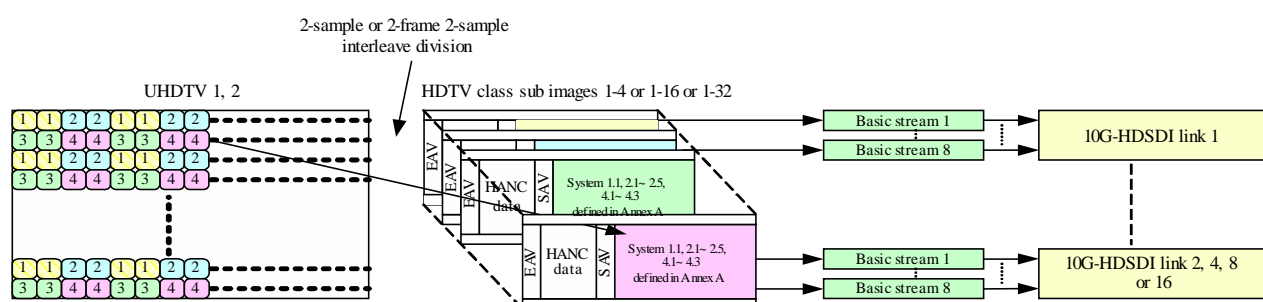 2-sample or 2-frame 2-sample
interleave division
UHDTV 1, 2
HDTV class sub images 1-4 or 1-16 or 1-32
1 1 2 2 1 1 2 2
3 3 4 4 3 3 4 4
1 1 2 2 1 1 2 2
3 3 4 4 3 3 4 4
1 1 2 2 1 1 2 2
3 3 4 4 3 3 4 4
EAV
EAV
EAV
HANC
data
SAV
System 1.1, 2.1~ 2.5,
4.1~ 4.3
defined in Annex A
EAV
HANC
data
SAV
System 1.1, 2.1~ 2.5,
4.1~ 4.3
defined in Annex A
Basic stream 1
Basic stream 8
10G-HDSDI link 1
Basic stream 1
Basic stream 8
10G-HDSDI link 2, 4, 8
or 16